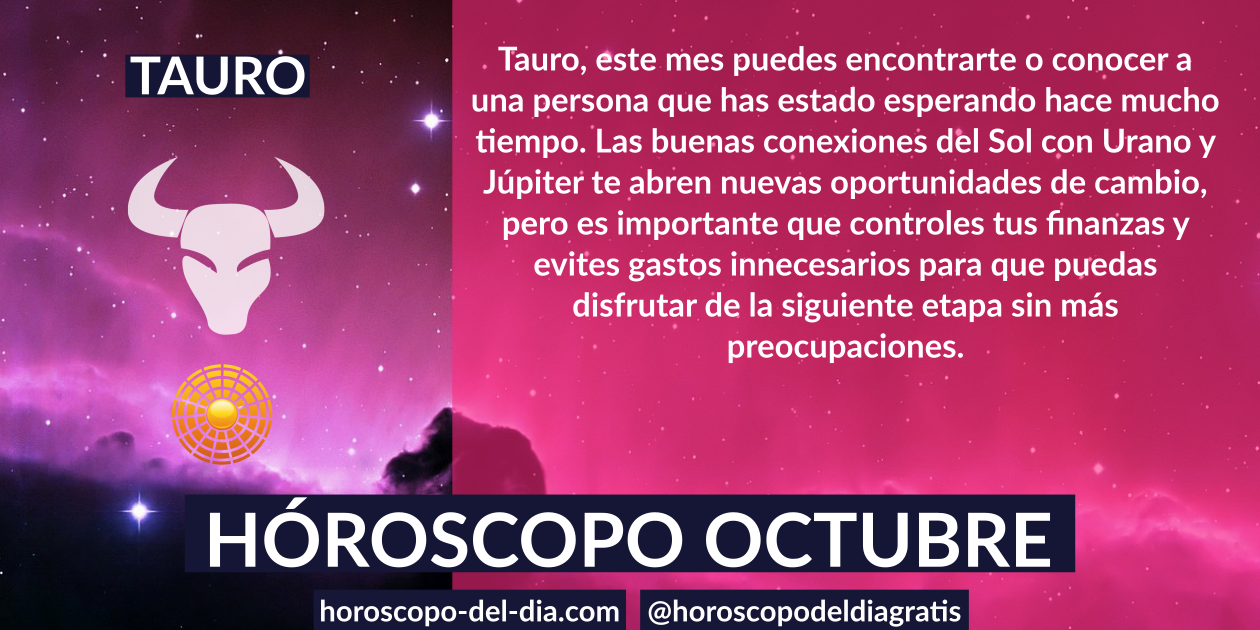 TAURO
Tauro, este mes puedes encontrarte o conocer a
una persona que has estado esperando hace mucho
tiempo. Las buenas conexiones del Sol con Urano y
Júpiter te abren nuevas oportunidades de cambio,
pero es importante que controles tus finanzas y
evites gastos innecesarios para que puedas
disfrutar de la siguiente etapa sin más
preocupaciones.
HÓROSCOPO OCTUBRE
horoscopo-del-dia.com
@horoscopodeldiagratis